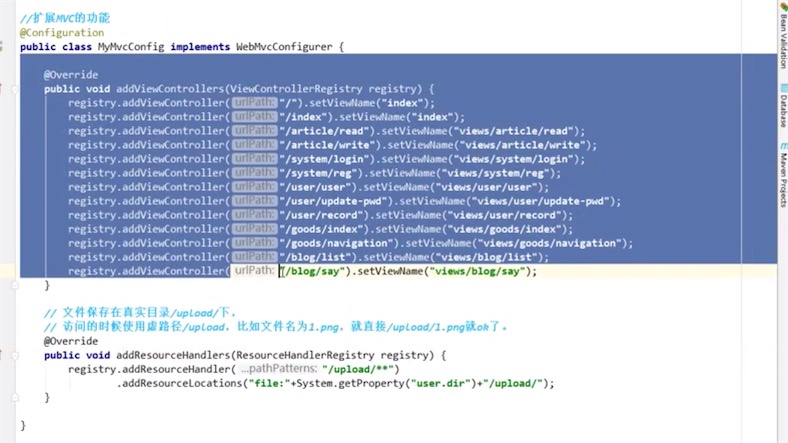 //扩展MVC的功能
@Configuration
public class MyMvcConfig implements WebMvcConfigurer {
@Override
public void addViewControllers(ViewControllerRegistry registry) {
registry.addViewController( urlPath: "/").setViewName("index");
registry.addViewController( urlPath: "/index").setViewName("index");
registry.addViewController( urlPath: "/article/read").setViewName("views/article/read");
registry.addViewController( urlPath: "/article/write").setViewName("views/article/write");
registry.addViewController( urlPath: "/system/login").setViewName("views/system/login");
registry.addViewController( urlPath: "/system/reg").setViewName("views/system/reg");
registry.addViewController( urlPath: "/user/user").setViewName("views/user/user");
registry.addViewController( urlPath: "/user/update-pwd").setViewName("views/user/update-pwd");
registry.addViewController( urlPath: "/user/record").setViewName("views/user/record");
registry.addViewController( urlPath: "/goods/index").setViewName("views/goods/index");
registry.addViewController( urlPath: "/goods/navigation").setViewName("views/goods/navigation");
registry.addViewController( urlPath: "/blog/list").setViewName("views/blog/list");
registry.addViewController( urlPath: "/blog/say").setViewName("views/blog/say");
}
// 文件保存在真实目录/upload/下，
// 访问的时候使用虚路径/upload，比如文件名为1.png，就直接/upload/1.png就ok了。
@Override
public void addResourceHandlers(ResourceHandlerRegistry registry) {
registry.addResourceHandler( ...pathPatterns: "/upload/**")
.addResourceLocations("file:"+System.getProperty("user.dir")+"/upload/");
}
}
Bean Validation
Database
Maven Projects